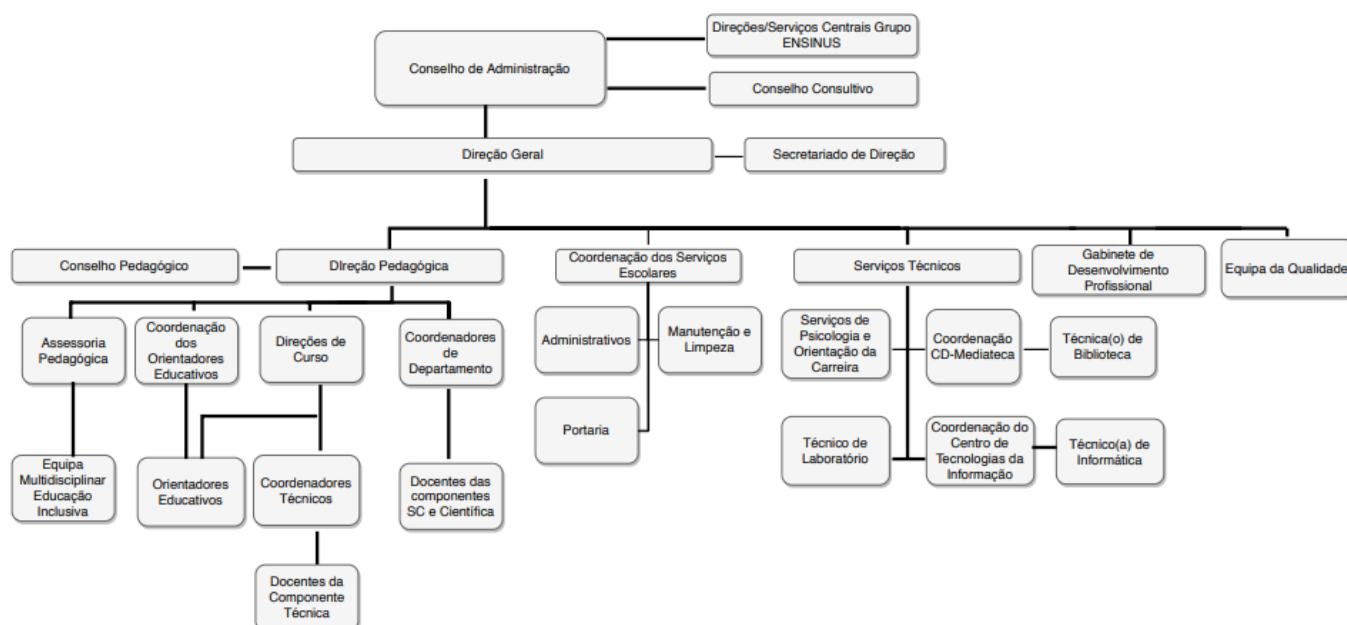 Direções/Serviços Centrais Grupo
ENSINUS
Conselho de Administração
Conselho Consultivo
Direção Geral
Secretariado de Direção
Conselho Pedagógico
DIreção Pedagógica
Coordenação dos Serviços
Escolares
Serviços Técnicos
Gabinete de
Desenvolvimento
Profissional
Equipa da Qualidade
Assessoria
Pedagógica
Coordenação
dos
Orientadores
Educativos
Direções de
Curso
Coordenadores
de
Departamento
Administrativos
Manutenção e
Limpeza
Serviços de
Psicologia e
Orientação da
Carreira
Coordenação
CD-Mediateca
Técnica(o) de
Biblioteca
Portaria
Técnico de
Laboratório
Coordenação do
Centro de
Tecnologias da
Informação
Técnico(a) de
Informática
Equipa
Multidisciplinar
Educação
Inclusiva
Orientadores
Educativos
Coordenadores
Técnicos
Docentes das
componentes
SC e Científica
Docentes da
Componente
Técnica